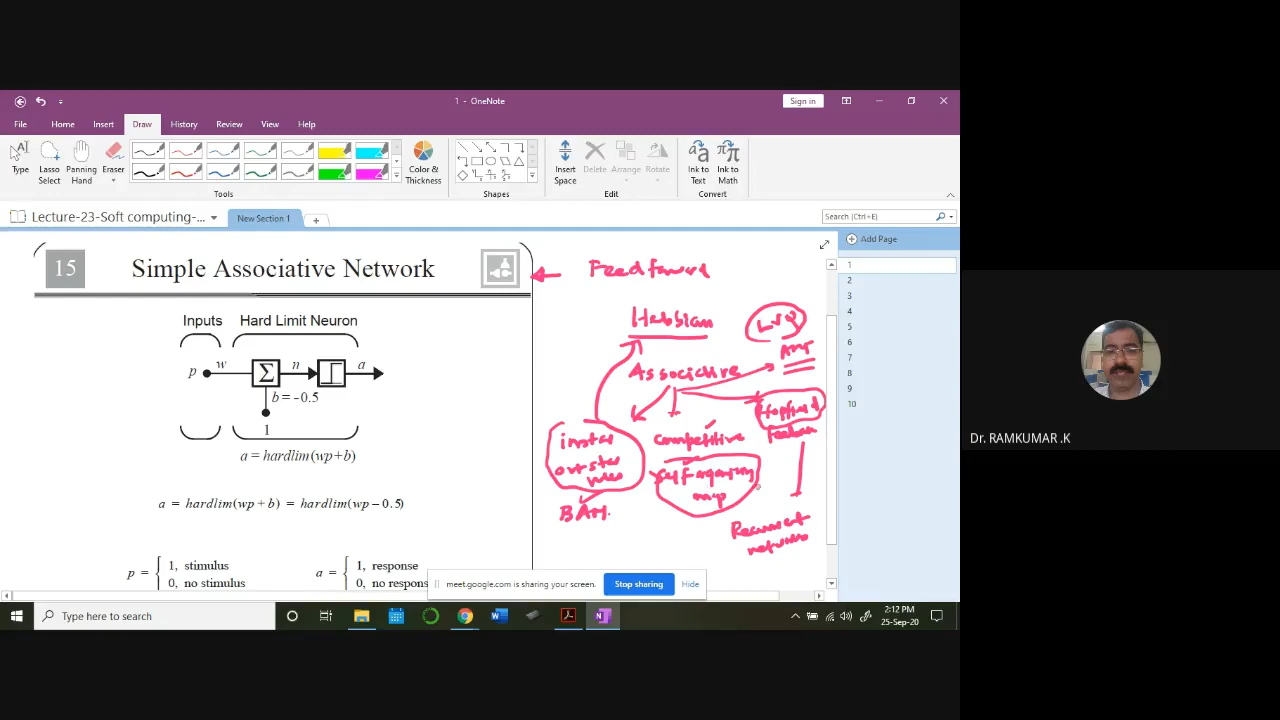 1 - OneNote
Sign in
File Home Insert Draw History Review View Help
Type
Lasso Select
Panning Hand
Eraser
Color & Thickness
Insert Space
Delete
Arrange
Rotate
Ink to Text
Ink to Math
Tools
Shapes
Edit
Convert
Lecture-23-Soft computing-...
New Section 1
Search (Ctrl+E)
Add Page
1
2
3
4
5
6
7
8
9
10
15
Simple Associative Network
Inputs Hard Limit Neuron
p w Σ n a
b = -0.5
1
a = hardlim(wp + b)
a = hardlim(wp + b) = hardlim(wp – 0.5)
p = { 1, stimulus
0, no stimulus
a = { 1, response
0, no respons
Feed forward
Hebbian
LVQ
ART
Associative
Hopfield
instar
outstar
rules
BAM
competitive
self organizing
map
Recurrent
networks
meet.google.com is sharing your screen.
Stop sharing
Hide
Type here to search
2:12 PM
25-Sep-20
Dr. RAMKUMAR .K